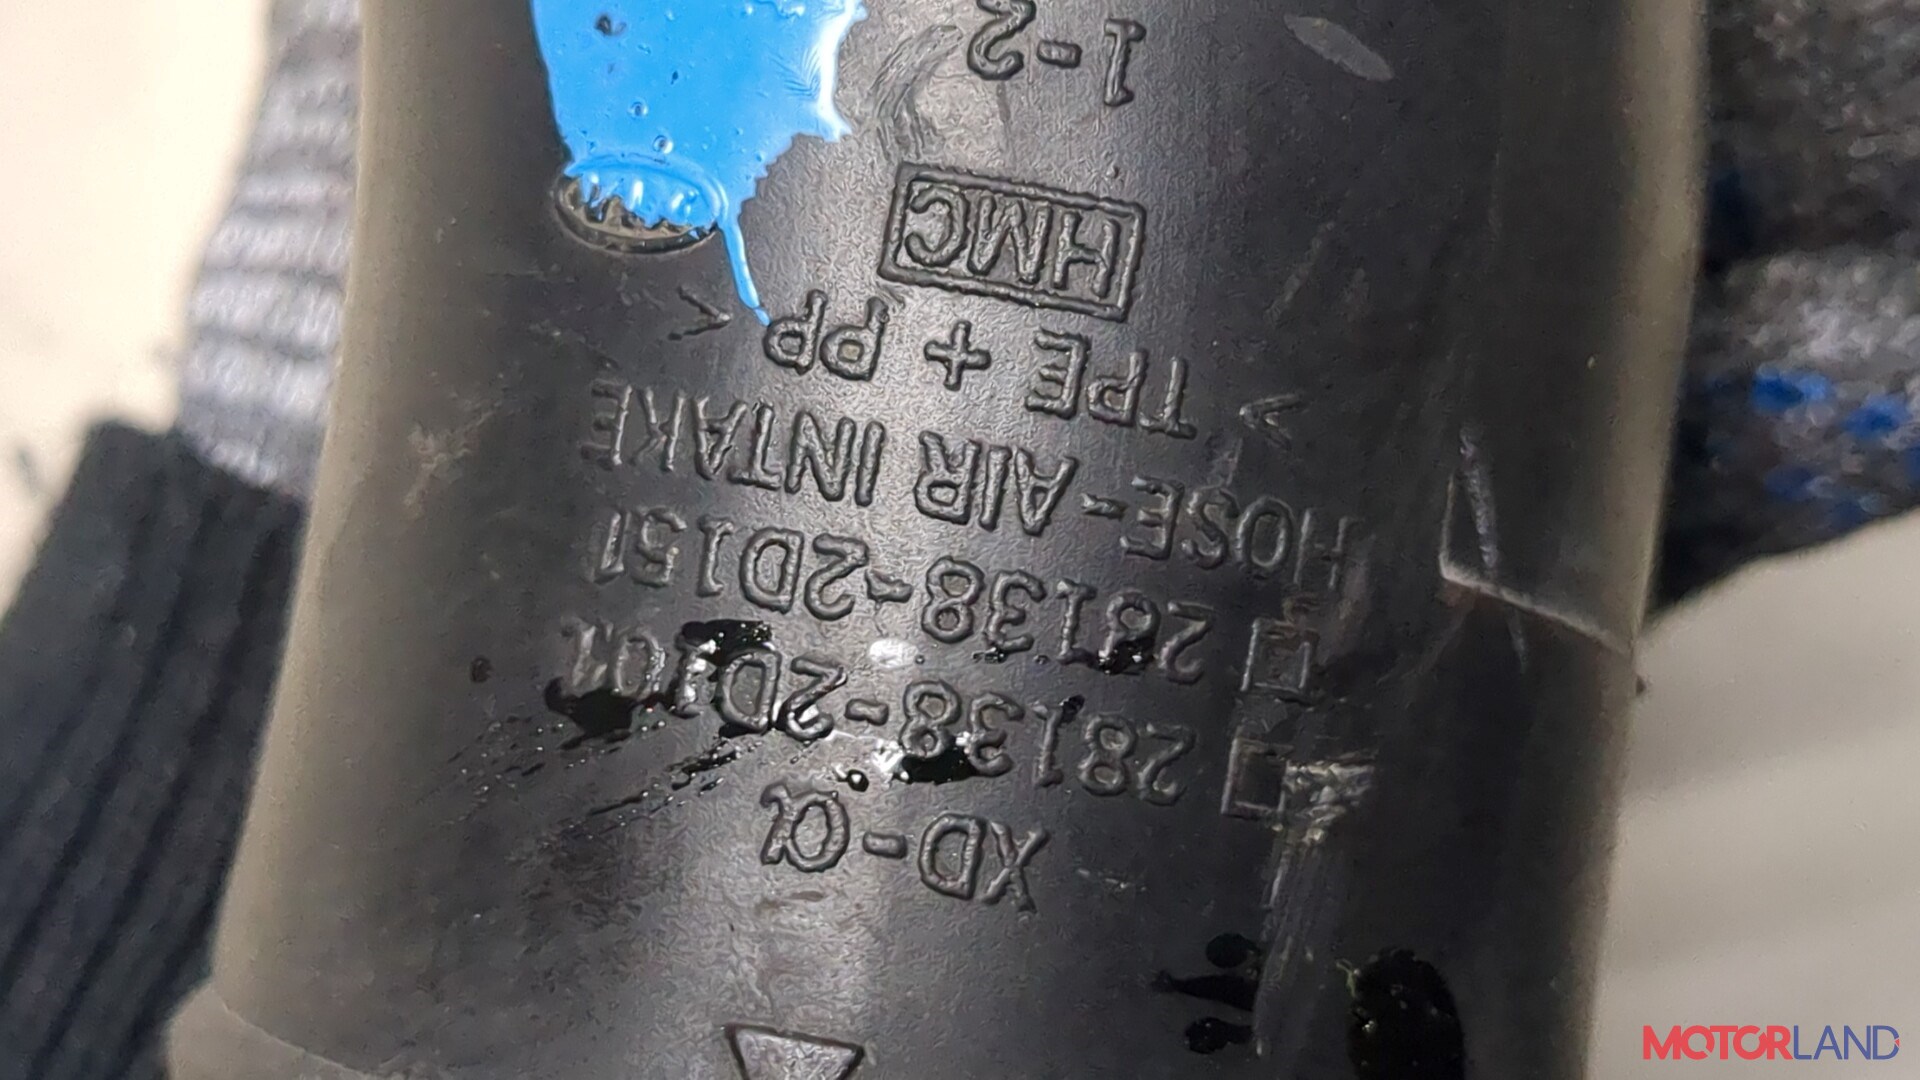 XD-α
28138-2D101
28138-2D151
HOSE-AIR INTAKE
> TPE + PP <
HMC
1-2
MOTORLAND